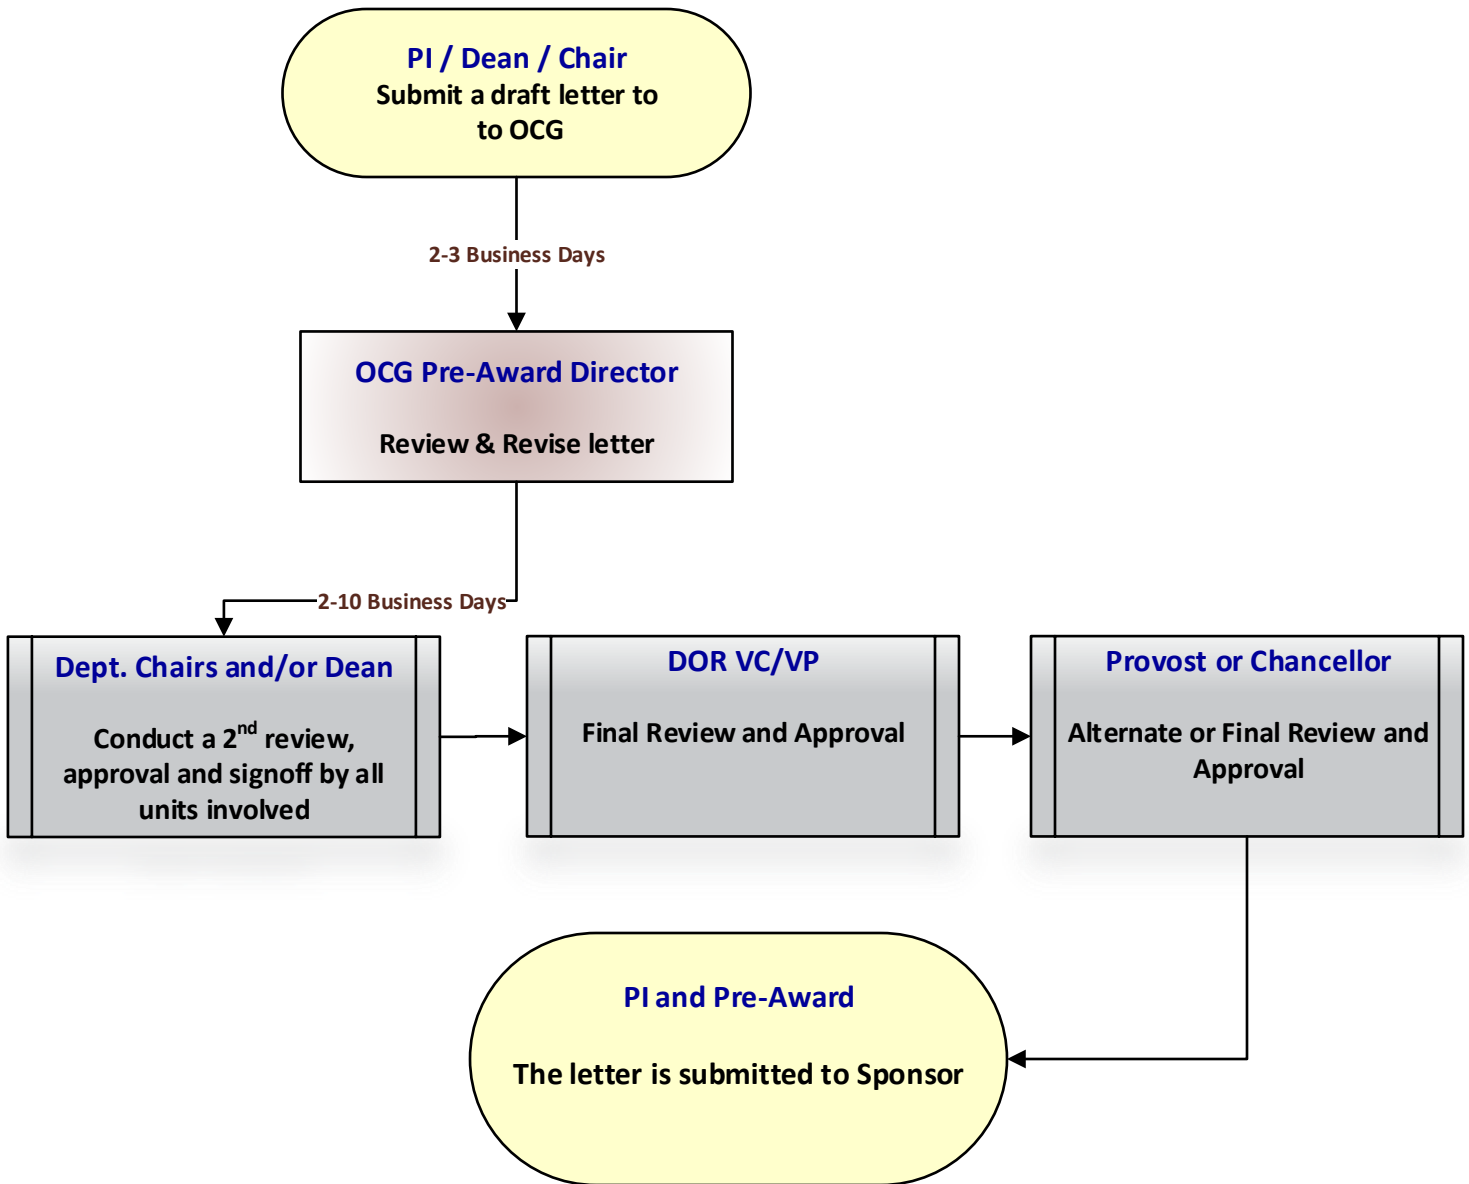 PI / Dean / Chair
Submit a draft letter to
to OCG
2-3 Business Days
OCG Pre-Award Director
Review & Revise letter
2-10 Business Days
Dept. Chairs and/or Dean
Conduct a 2nd review,
approval and signoff by all
units involved
DOR VC/VP
Final Review and Approval
Provost or Chancellor
Alternate or Final Review and
Approval
PI and Pre-Award
The letter is submitted to Sponsor